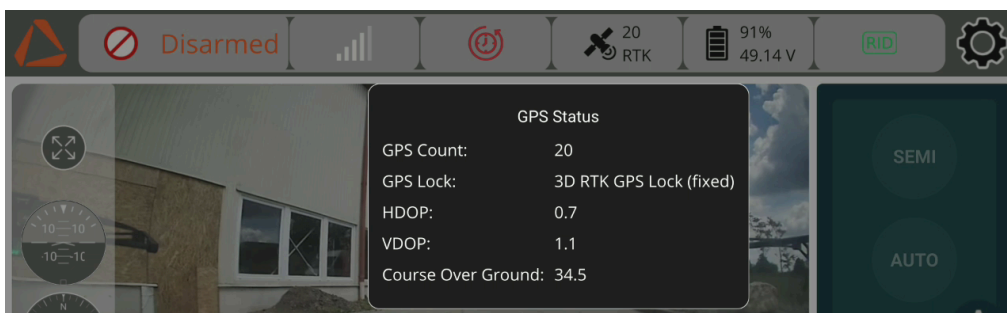 Disarmed
20
RTK
91%
49.14 V
RID
GPS Status
GPS Count: 20
GPS Lock: 3D RTK GPS Lock (fixed)
HDOP: 0.7
VDOP: 1.1
Course Over Ground: 34.5
SEMI
AUTO
10 10
-10 -10
N